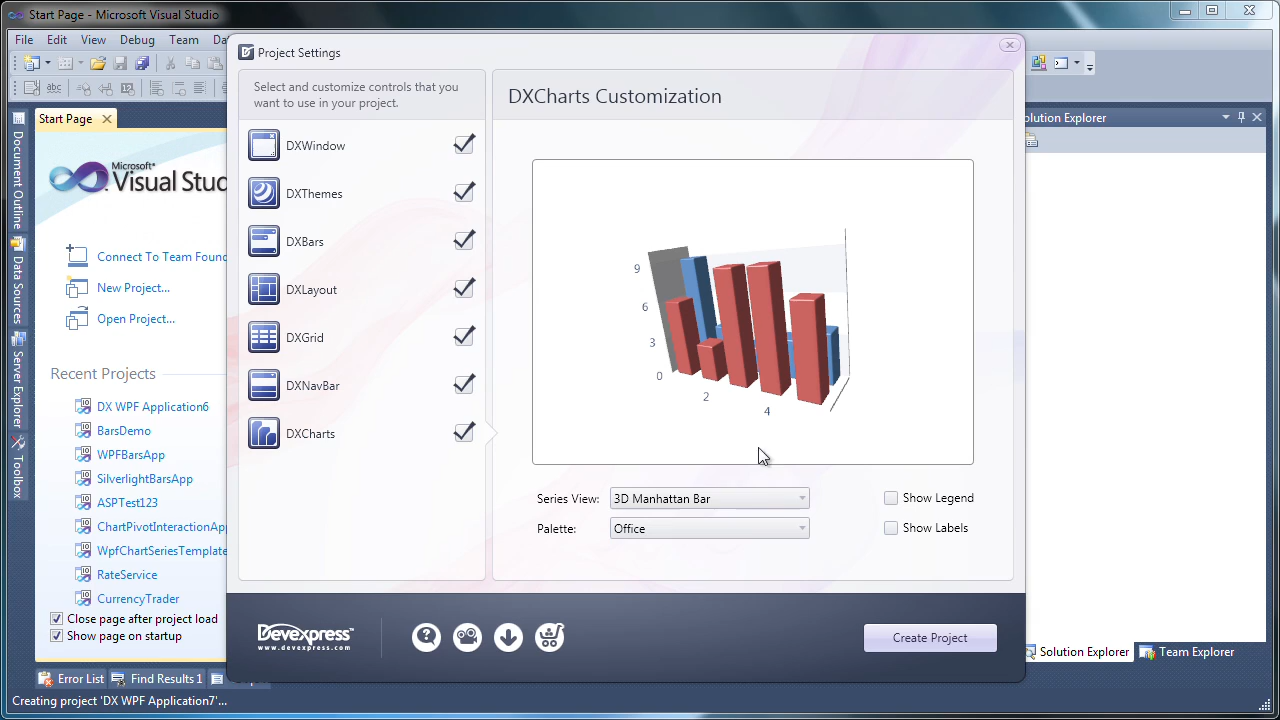 Start Page - Microsoft Visual Studio
File Edit View Debug Team
Document Outline
Data Sources
Server Explorer
Toolbox
Start Page
Microsoft®
Visual
Connect To Team
New Project...
Open Project...
Recent Projects
DX WPF Application6
BarsDemo
WPFBarsApp
SilverlightBarsApp
ASPTest123
ChartPivotInteractionApp
WpfChartSeriesTemplate
RateService
CurrencyTrader
Close page after project load
Show page on startup
Error List Find Results 1
Creating project 'DX WPF Application7'...
Project Settings
Select and customize controls that you
want to use in your project.
DXWindow
DXThemes
DXBars
DXLayout
DXGrid
DXNavBar
DXCharts
DXCharts Customization
9
6
3
0
2
4
Series View: 3D Manhattan Bar Show Legend
Palette: Office Show Labels
Devexpress™
www.devexpress.com
Create Project
Solution Explorer
Solution Explorer Team Explorer